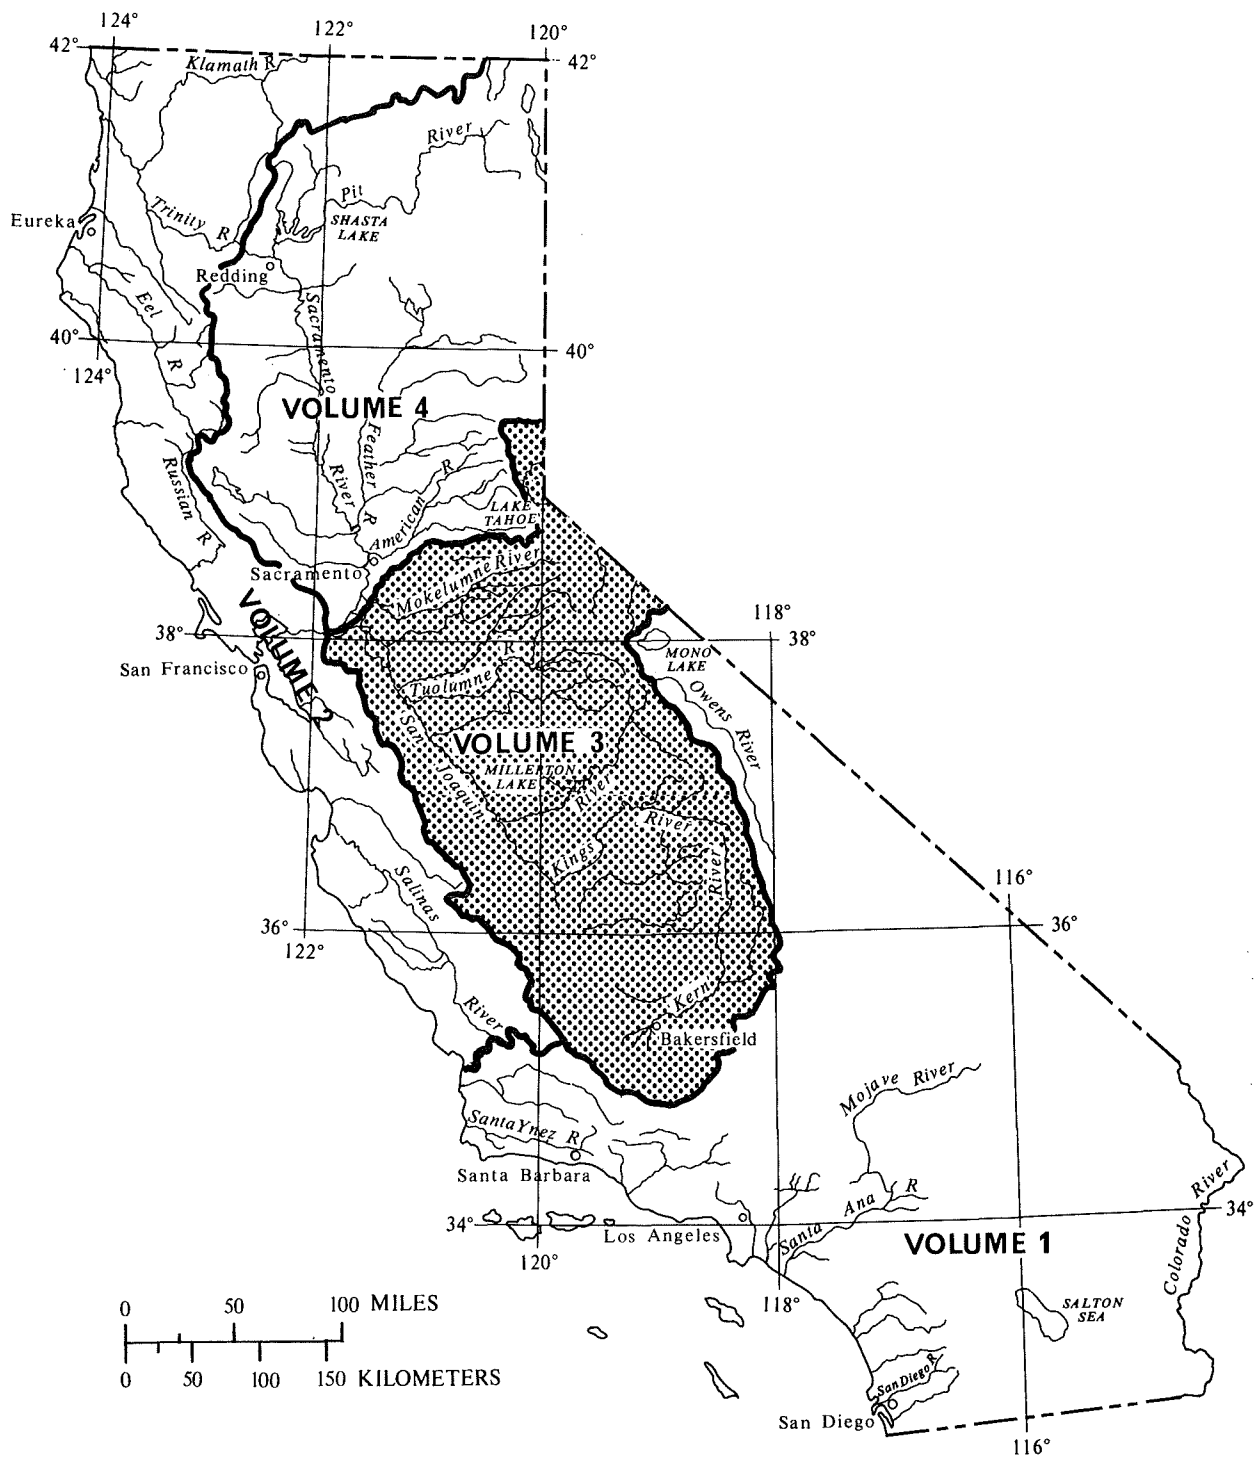 124°
122°
120°
42°
42°
Klamath R
River
Pit
SHASTA
LAKE
Trinity R
Eureka
Redding
Eel R
Sacramento River
40°
40°
124°
VOLUME 4
Feather R
Russian R
American R
LAKE
TAHOE
Sacramento
Mokelumne River
VOLUME 2
118°
38°
38°
MONO
LAKE
San Francisco
Tuolumne R
Owens River
San Joaquin River
VOLUME 3
MILLERTON
LAKE
Kings River
Salinas River
116°
36°
36°
122°
Kern River
Bakersfield
Mojave River
Santa Ynez R
Santa Barbara
Santa Ana R
Colorado River
34°
34°
Los Angeles
VOLUME 1
120°
118°
SALTON
SEA
0 50 100 MILES
0 50 100 150 KILOMETERS
San Diego R
San Diego
116°